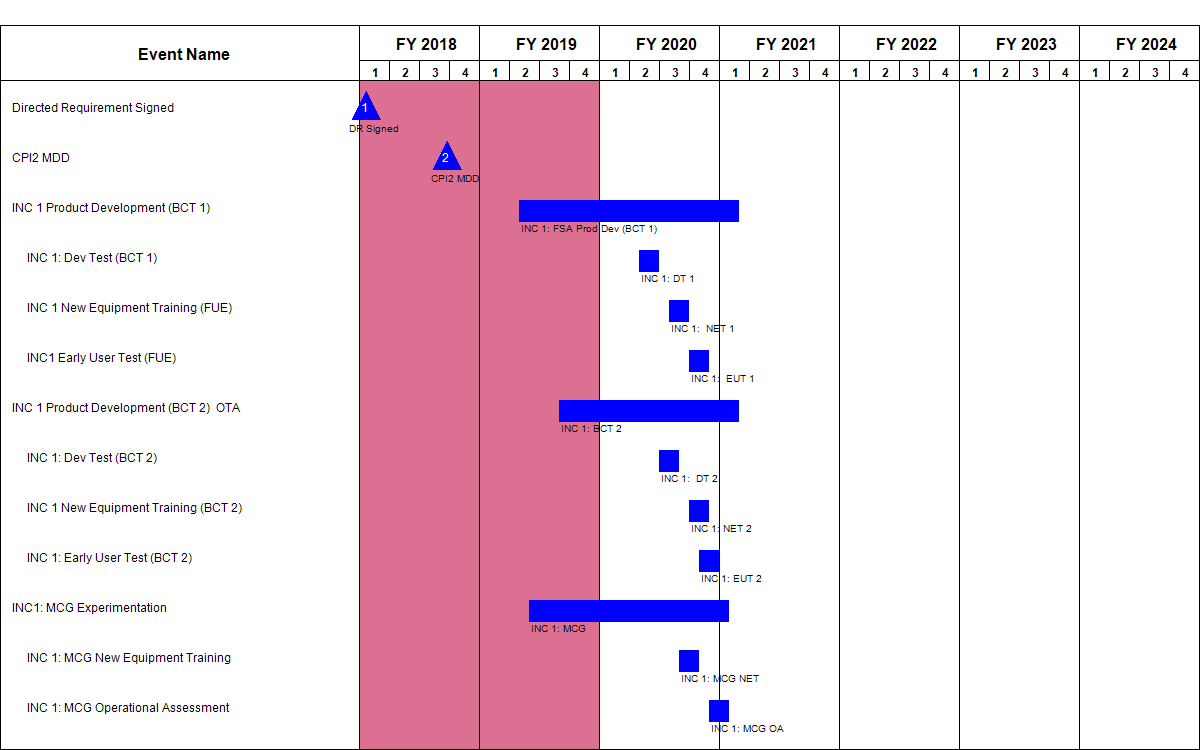 Event Name
FY 2018 FY 2019 FY 2020 FY 2021 FY 2022 FY 2023 FY 2024
1 2 3 4 1 2 3 4 1 2 3 4 1 2 3 4 1 2 3 4 1 2 3 4 1 2 3 4
Directed Requirement Signed
1
DR Signed
CPI2 MDD
2
CPI2 MDD
INC 1 Product Development (BCT 1)
INC 1: FSA Prod Dev (BCT 1)
INC 1: Dev Test (BCT 1)
INC 1: DT 1
INC 1 New Equipment Training (FUE)
INC 1: NET 1
INC1 Early User Test (FUE)
INC 1: EUT 1
INC 1 Product Development (BCT 2) OTA
INC 1: BCT 2
INC 1: Dev Test (BCT 2)
INC 1: DT 2
INC 1 New Equipment Training (BCT 2)
INC 1: NET 2
INC 1: Early User Test (BCT 2)
INC 1: EUT 2
INC1: MCG Experimentation
INC 1: MCG
INC 1: MCG New Equipment Training
INC 1: MCG NET
INC 1: MCG Operational Assessment
INC 1: MCG OA